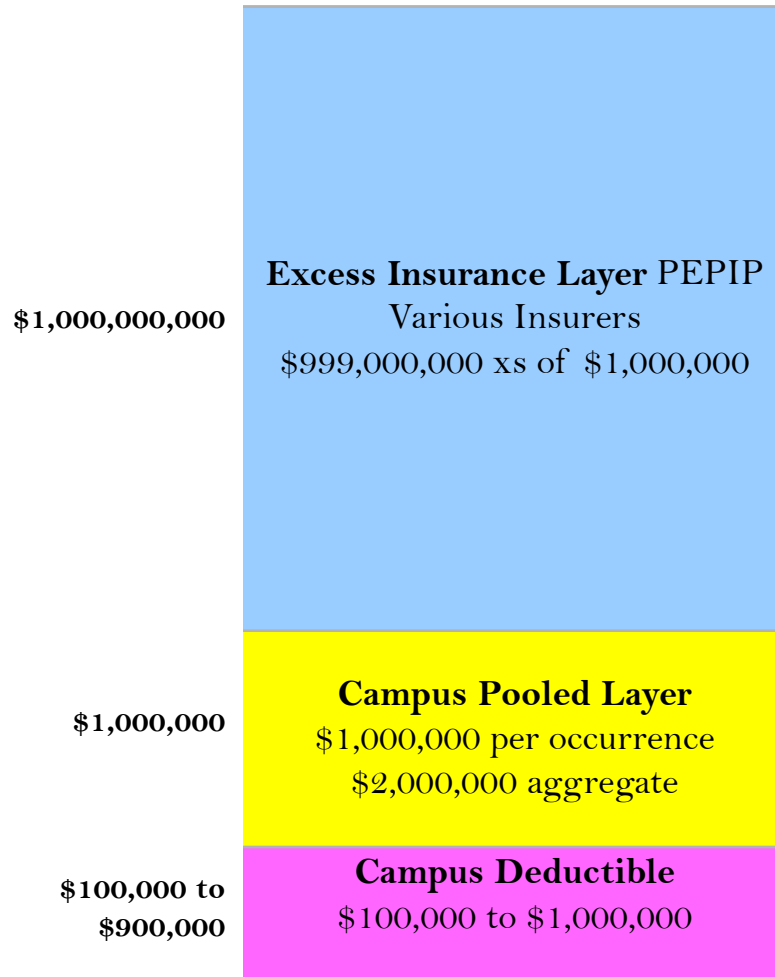 $1,000,000,000
Excess Insurance Layer PEPIP
Various Insurers
$999,000,000 xs of $1,000,000
$1,000,000
Campus Pooled Layer
$1,000,000 per occurrence
$2,000,000 aggregate
$100,000 to
$900,000
Campus Deductible
$100,000 to $1,000,000